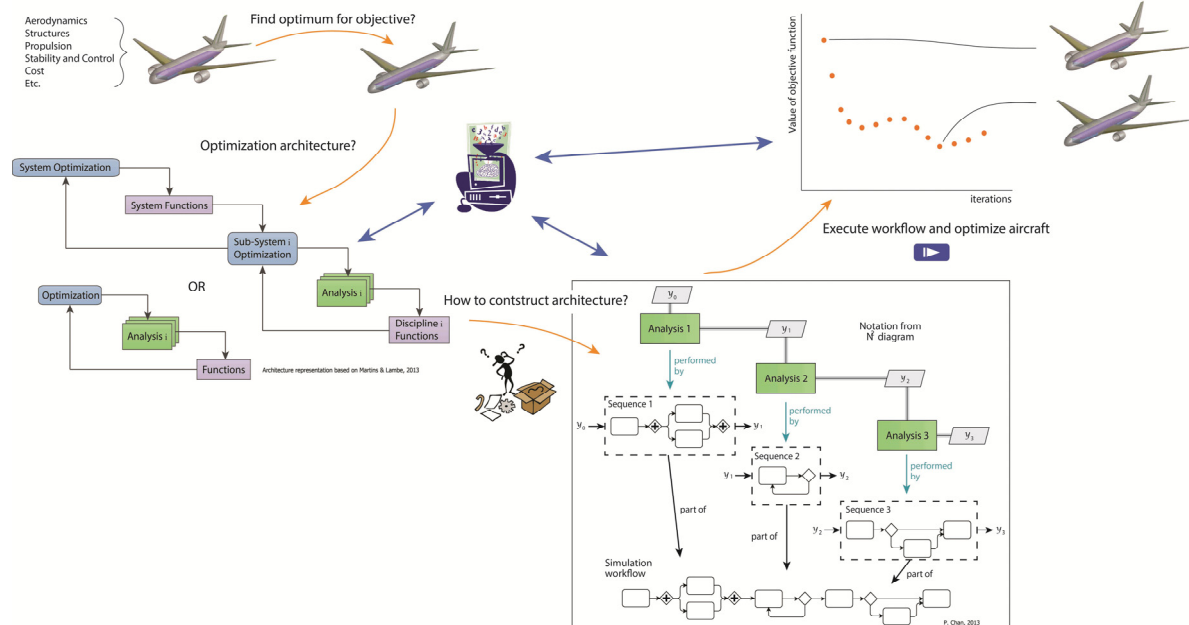 Aerodynamics
Structures
Propulsion
Stability and Control
Cost
Etc.
Find optimum for objective?
Optimization architecture?
System Optimization
System Functions
Sub-System i
Optimization
Analysis i
Discipline i
Functions
OR
Optimization
Analysis i
Functions
Architecture representation based on Martins & Lambe, 2013
How to contstruct architecture?
Value of objective function
iterations
Execute workflow and optimize aircraft
y0
Analysis 1
y1
Notation from
N diagram
performed
by
Analysis 2
y2
Sequence 1
y0
y1
performed
by
Analysis 3
y3
Sequence 2
y1
y2
performed
by
part of
Sequence 3
y2
y3
part of
Simulation
workflow
part of
P. Chan, 2013